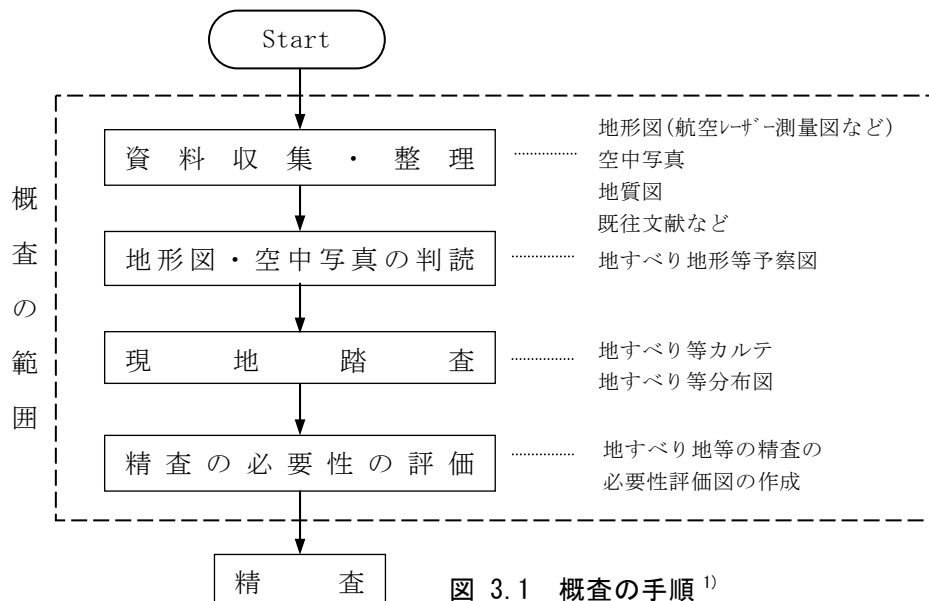 Start
概査の範囲
資料収集・整理
地形図(航空ﾚｰｻﾞｰ測量図など)
空中写真
地質図
既往文献など
地形図・空中写真の判読
地すべり地形等予察図
現地踏査
地すべり等カルテ
地すべり等分布図
精査の必要性の評価
地すべり地等の精査の
必要性評価図の作成
精査
図 3.1 概査の手順 1)